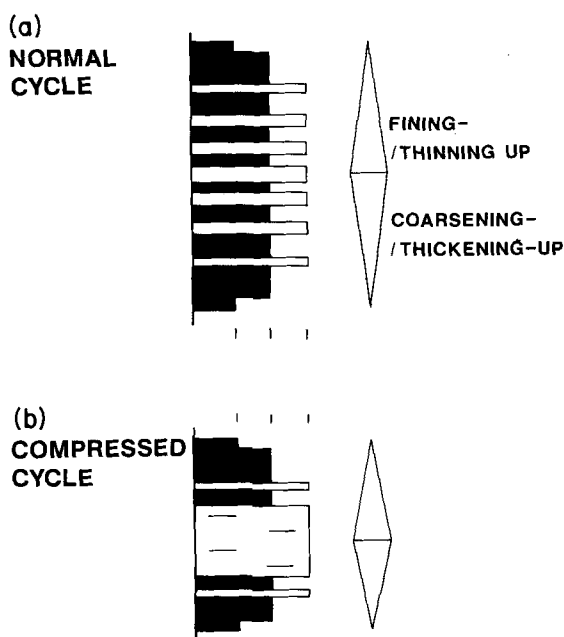 (a)
NORMAL
CYCLE
FINING-
/THINNING UP
COARSENING-
/THICKENING-UP
(b)
COMPRESSED
CYCLE